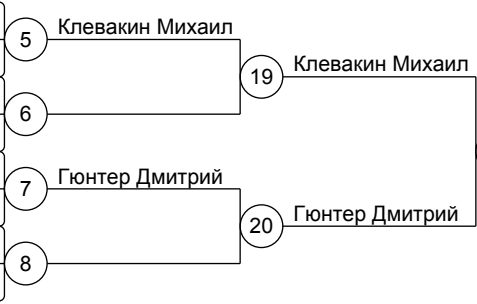 5 Клевакин Михаил
19 Клевакин Михаил
6
7 Гюнтер Дмитрий
20 Гюнтер Дмитрий
8